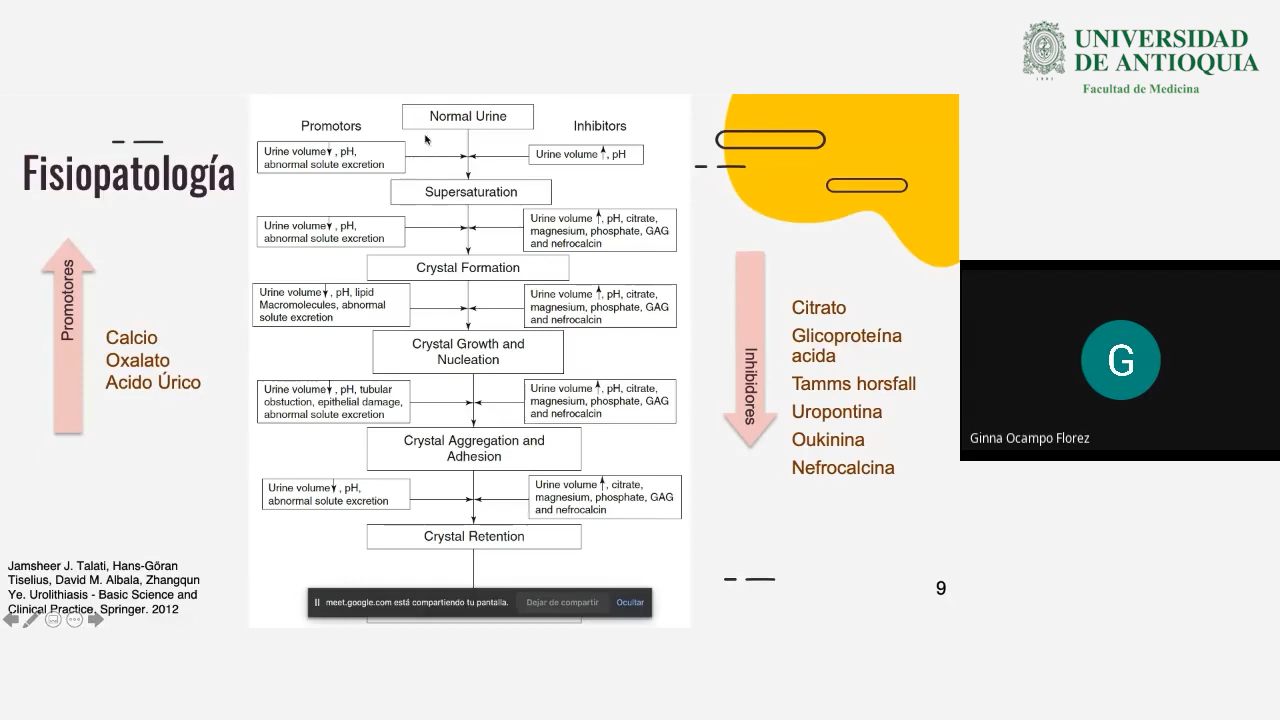 UNIVERSIDAD
DE ANTIOQUIA
1803
Facultad de Medicina
Fisiopatología
Promotores
Calcio
Oxalato
Acido Úrico
Promotors
Normal Urine
Inhibitors
Urine volume↓, pH,
abnormal solute excretion
Urine volume↑, pH
Supersaturation
Urine volume↓, pH,
abnormal solute excretion
Urine volume↑, pH, citrate,
magnesium, phosphate, GAG
and nefrocalcin
Crystal Formation
Urine volume↓, pH, lipid
Macromolecules, abnormal
solute excretion
Urine volume↑, pH, citrate,
magnesium, phosphate, GAG
and nefrocalcin
Crystal Growth and
Nucleation
Urine volume↓, pH, tubular
obstuction, epithelial damage,
abnormal solute excretion
Urine volume↑, pH, citrate,
magnesium, phosphate, GAG
and nefrocalcin
Crystal Aggregation and
Adhesion
Urine volume↓, pH,
abnormal solute excretion
Urine volume↑, citrate,
magnesium, phosphate, GAG
and nefrocalcin
Crystal Retention
meet.google.com está compartiendo tu pantalla.
Dejar de compartir
Ocultar
Inhibidores
Citrato
Glicoproteína
acida
Tamms horsfall
Uropontina
Oukinina
Nefrocalcina
Jamsheer J. Talati, Hans-Göran
Tiselius, David M. Albala, Zhangqun
Ye. Urolithiasis - Basic Science and
Clinical Practice. Springer. 2012
9
G
Ginna Ocampo Florez